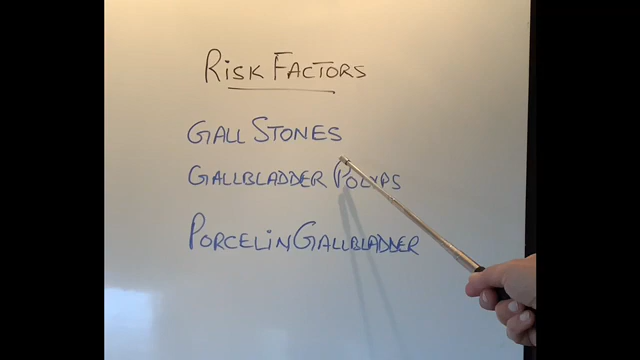 RISK FACTORS
GALL STONES
GALLBLADDER POLYPS
PORCELIN GALLBLADDER